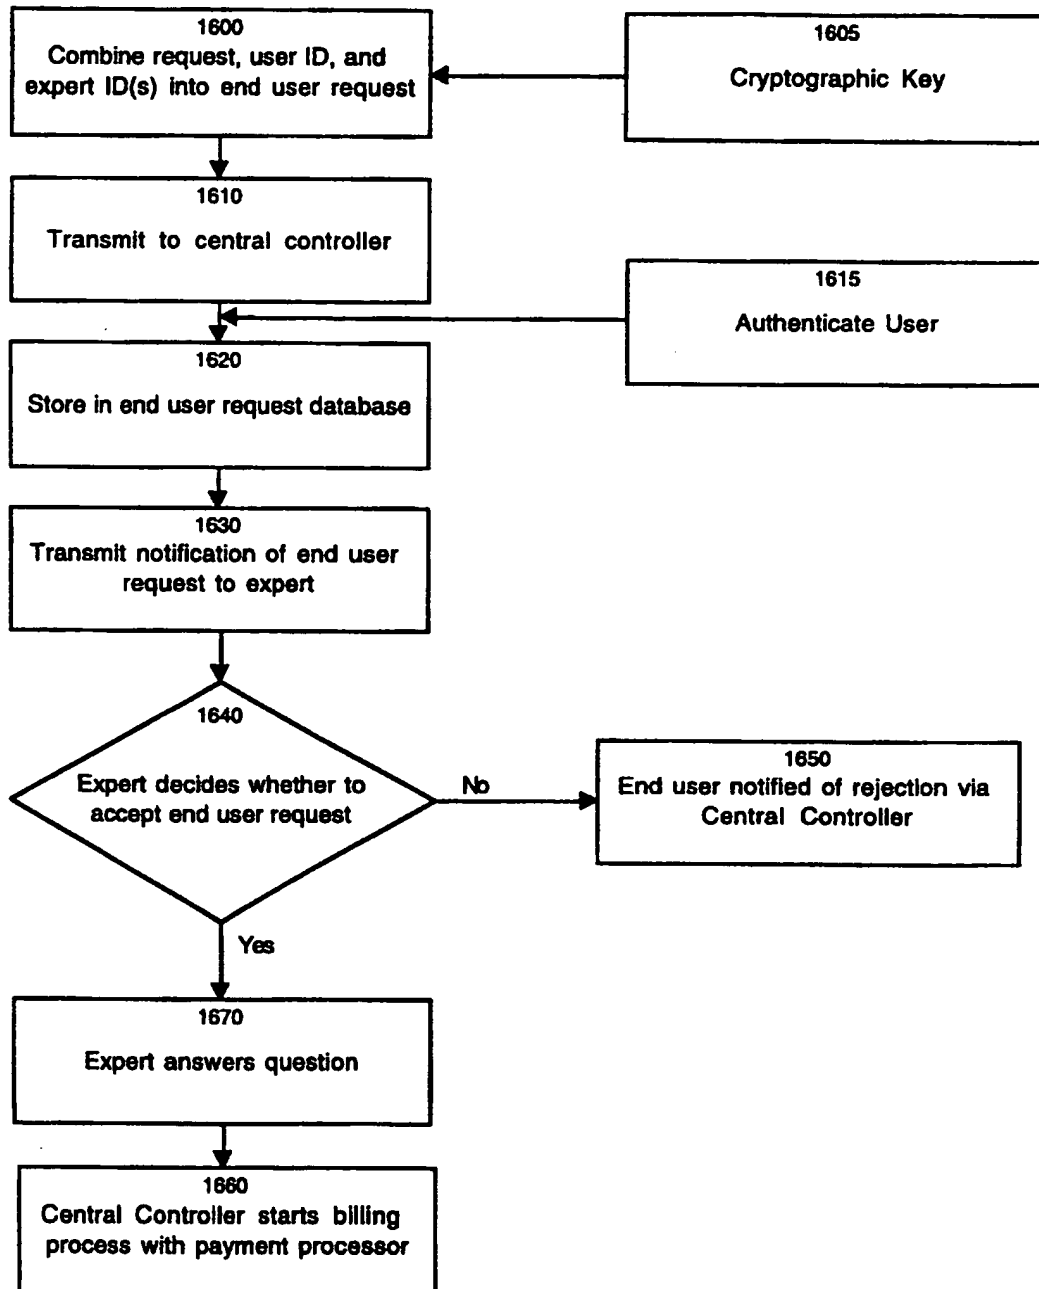 1600
Combine request, user ID, and
expert ID(s) into end user request
1605
Cryptographic Key
1610
Transmit to central controller
1615
Authenticate User
1620
Store in end user request database
1630
Transmit notification of end user
request to expert
1640
Expert decides whether to
accept end user request
No
1650
End user notified of rejection via
Central Controller
Yes
1670
Expert answers question
1660
Central Controller starts billing
process with payment processor